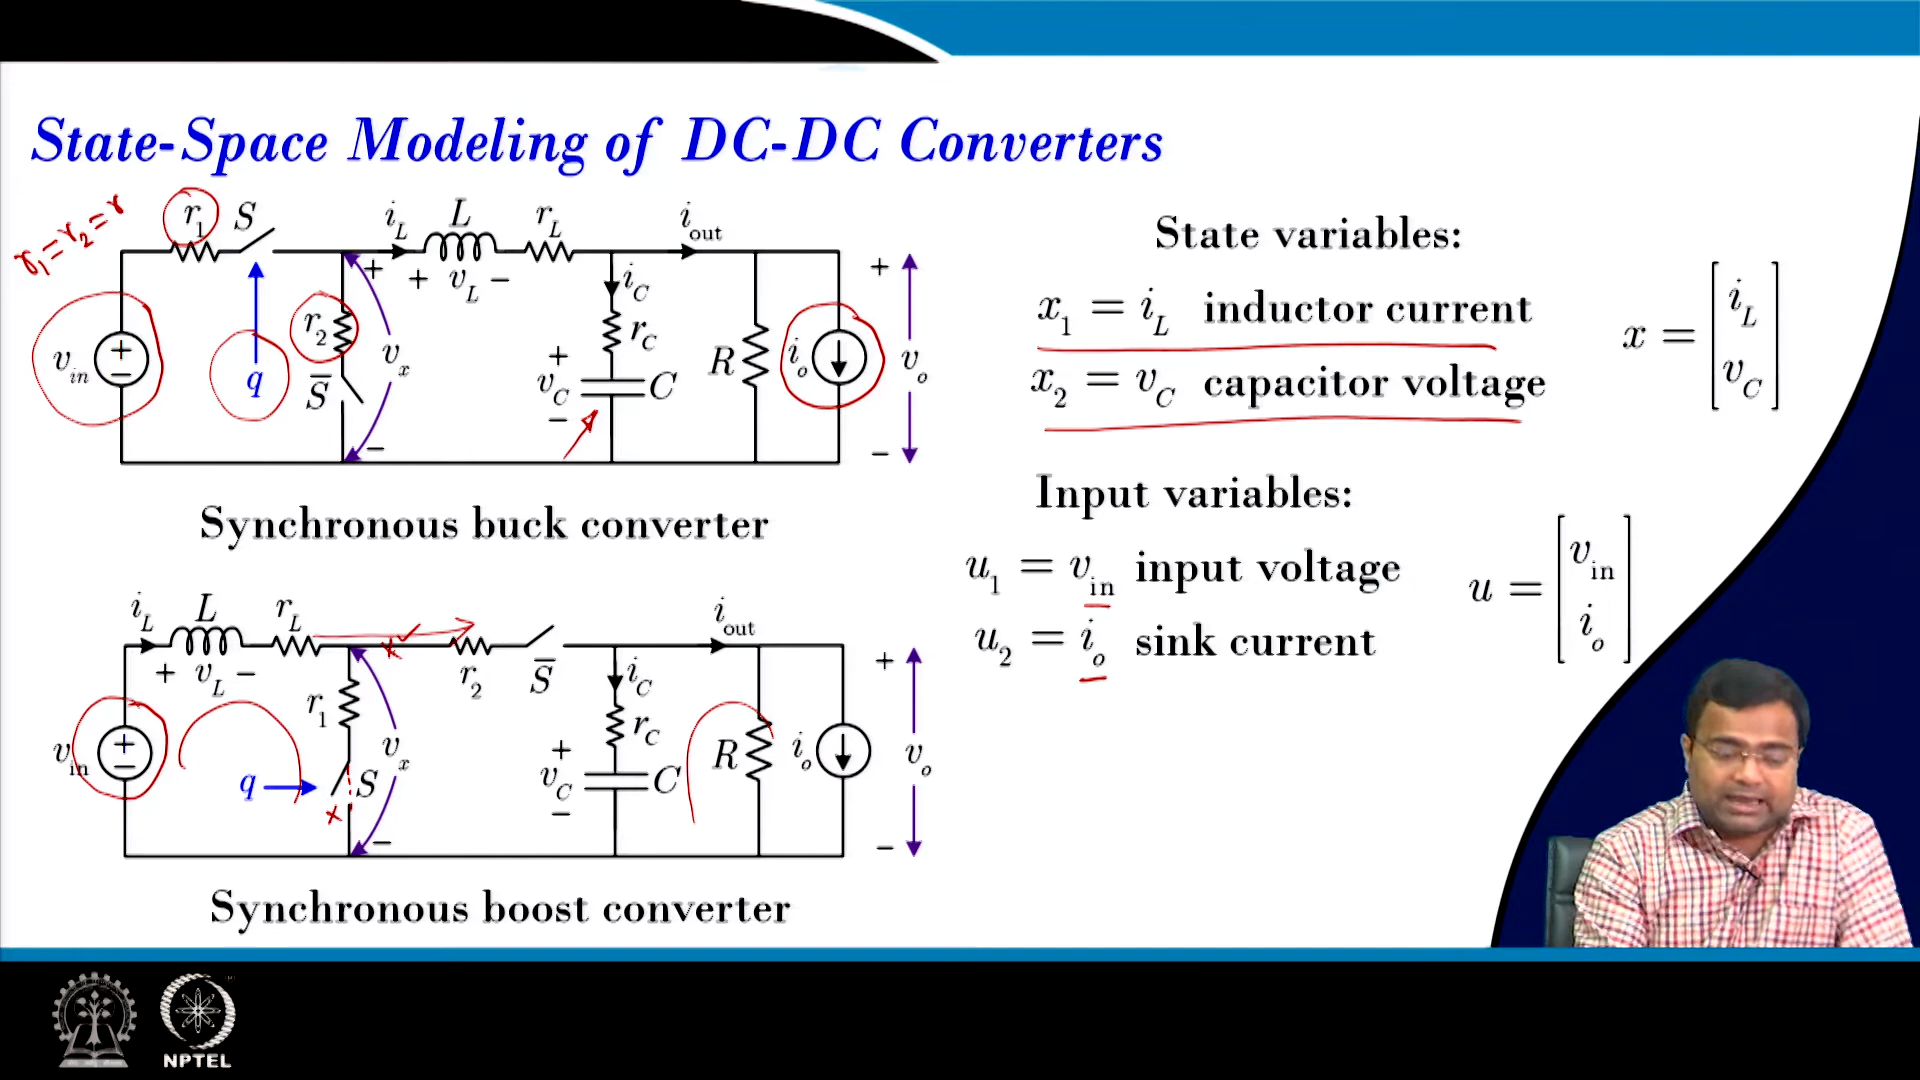 State-Space Modeling of DC-DC Converters
r₁ = r₂ = r
r₁ S
i_L L r_L i_out
+ v_L −
+
i_C
+
v_in + −
q
r₂
S̅
v_x
r_C
+
v_C
−
C
R
i_o
v_o
−
−
Synchronous buck converter
i_L L r_L
+ v_L −
r₂ S̅
i_out
i_C
+
r₁
v_x
r_C
v_in + −
q
S
+
v_C
−
C
R
i_o
v_o
−
−
Synchronous boost converter
State variables:
x₁ = i_L inductor current
x₂ = v_C capacitor voltage
x = [i_L
v_C]
Input variables:
u₁ = v_in input voltage
u₂ = i_o sink current
u = [v_in
i_o]
NPTEL